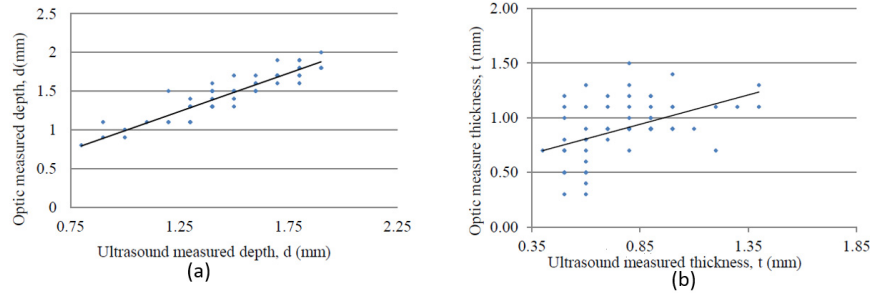 2.5
2
1.5
1
0.5
0
0.75 1.25 1.75 2.25
Optic measured depth, d(mm)
Ultrasound measured depth, d (mm)
(a)
2.00
1.50
1.00
0.50
0.00
0.35 0.85 1.35 1.85
Optic measure thickness, t (mm)
Ultrasound measured thickness, t (mm)
(b)